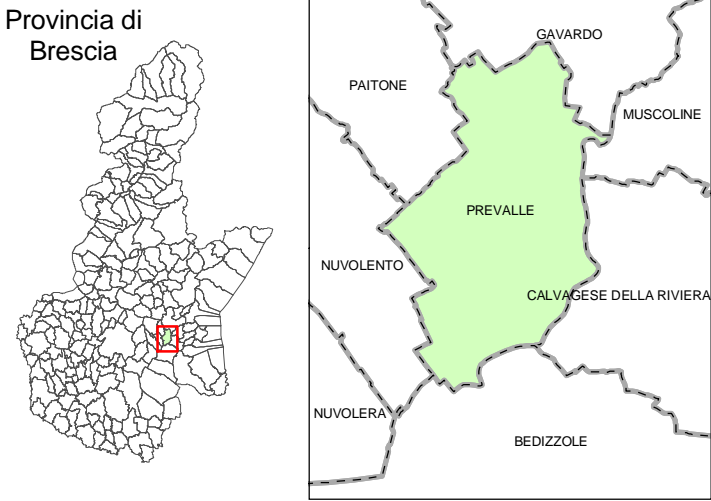 Provincia di
Brescia
GAVARDO
PAITONE
MUSCOLINE
PREVALLE
NUVOLENTO
CALVAGESE DELLA RIVIERA
NUVOLERA
BEDIZZOLE